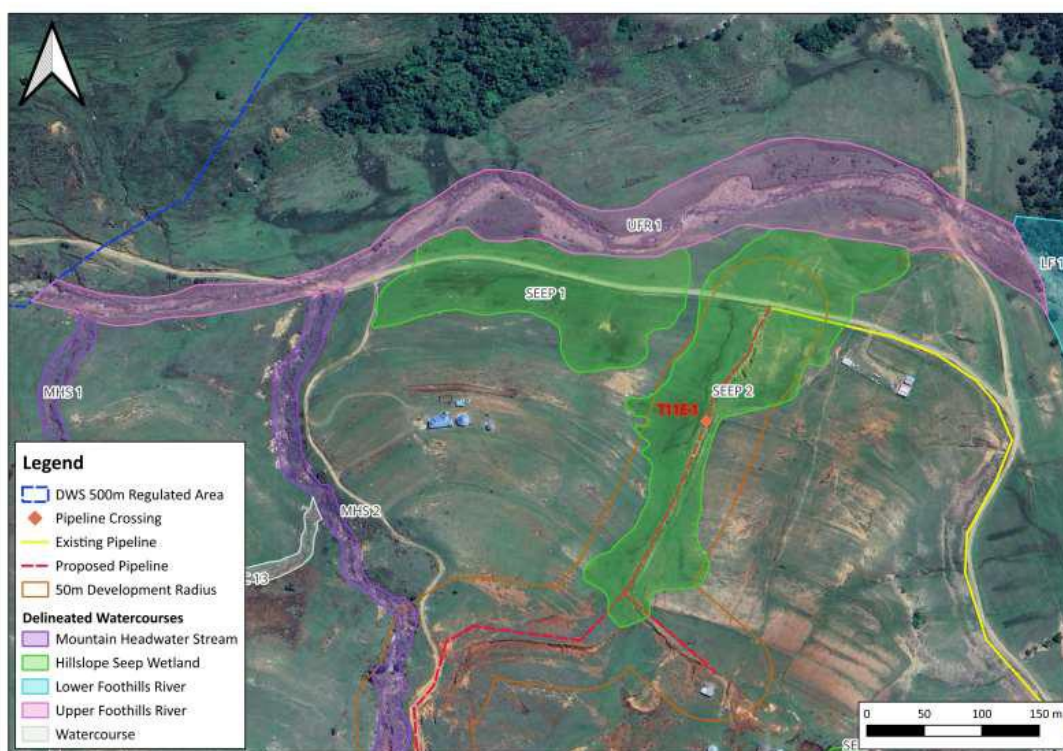 UFR 1
LF 1
SEEP 1
MHS 1
SEEP 2
T11E-1
MHS 2
E 13
Legend
DWS 500m Regulated Area
Pipeline Crossing
Existing Pipeline
Proposed Pipeline
50m Development Radius
Delineated Watercourses
Mountain Headwater Stream
Hillslope Seep Wetland
Lower Foothills River
Upper Foothills River
Watercourse
0 50 100 150 m
SE